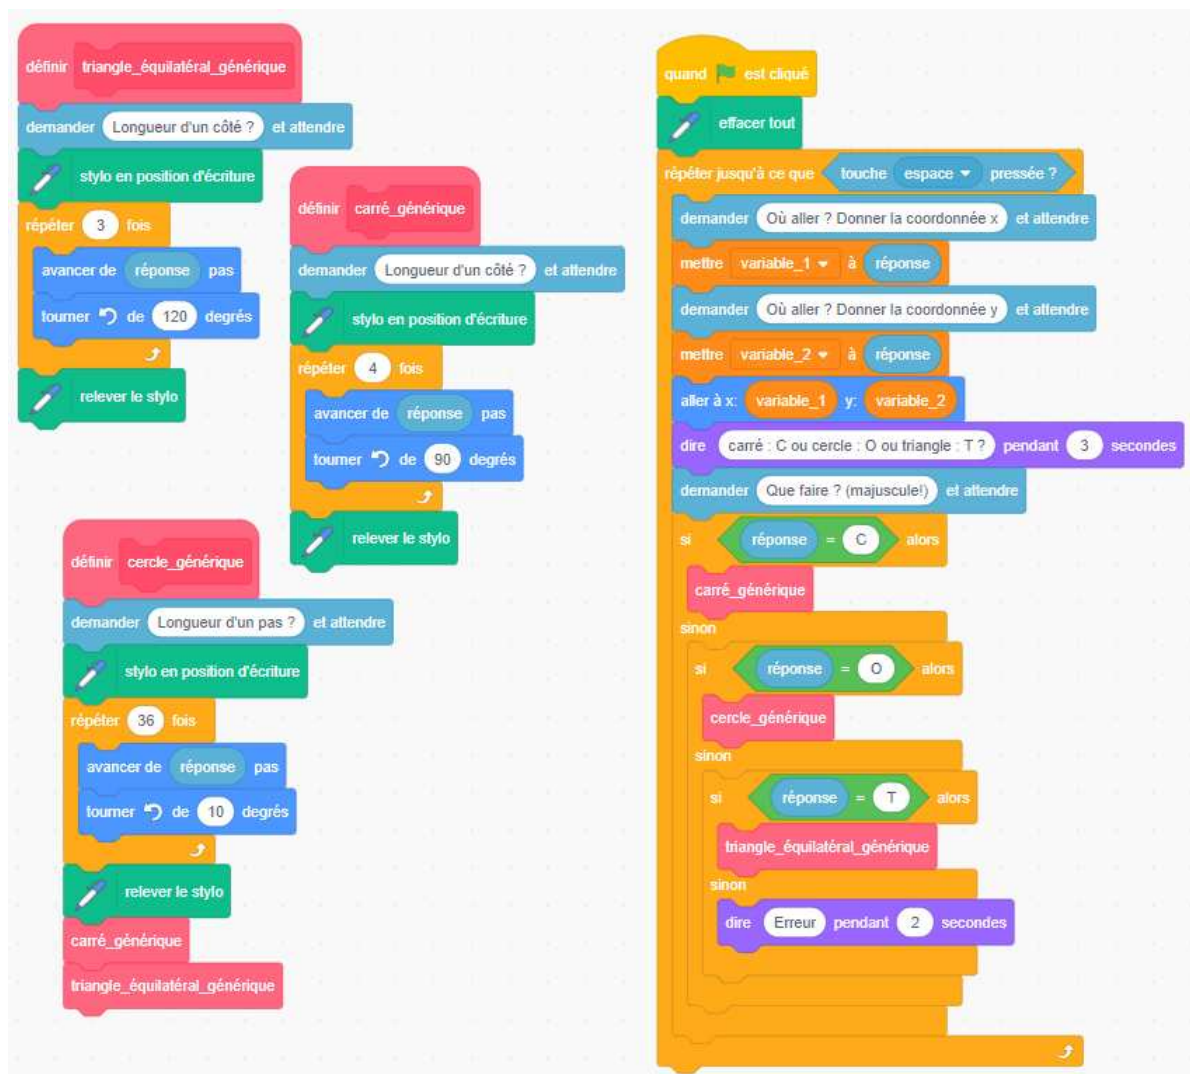 définir triangle_équilatéral_générique
demander Longueur d'un côté ? et attendre
stylo en position d'écriture
répéter 3 fois
avancer de réponse pas
tourner de 120 degrés
relever le stylo
définir carré_générique
demander Longueur d'un côté ? et attendre
stylo en position d'écriture
répéter 4 fois
avancer de réponse pas
tourner de 90 degrés
relever le stylo
définir cercle_générique
demander Longueur d'un pas ? et attendre
stylo en position d'écriture
répéter 36 fois
avancer de réponse pas
tourner de 10 degrés
relever le stylo
carré_générique
triangle_équilatéral_générique
quand est cliqué
effacer tout
répéter jusqu'à ce que touche espace pressée ?
demander Où aller ? Donner la coordonnée x et attendre
mettre variable_1 à réponse
demander Où aller ? Donner la coordonnée y et attendre
mettre variable_2 à réponse
aller à x: variable_1 y: variable_2
dire carré : C ou cercle : O ou triangle : T ? pendant 3 secondes
demander Que faire ? (majuscule!) et attendre
si réponse = C alors
carré_générique
sinon
si réponse = O alors
cercle_générique
sinon
si réponse = T alors
triangle_équilatéral_générique
sinon
dire Erreur pendant 2 secondes